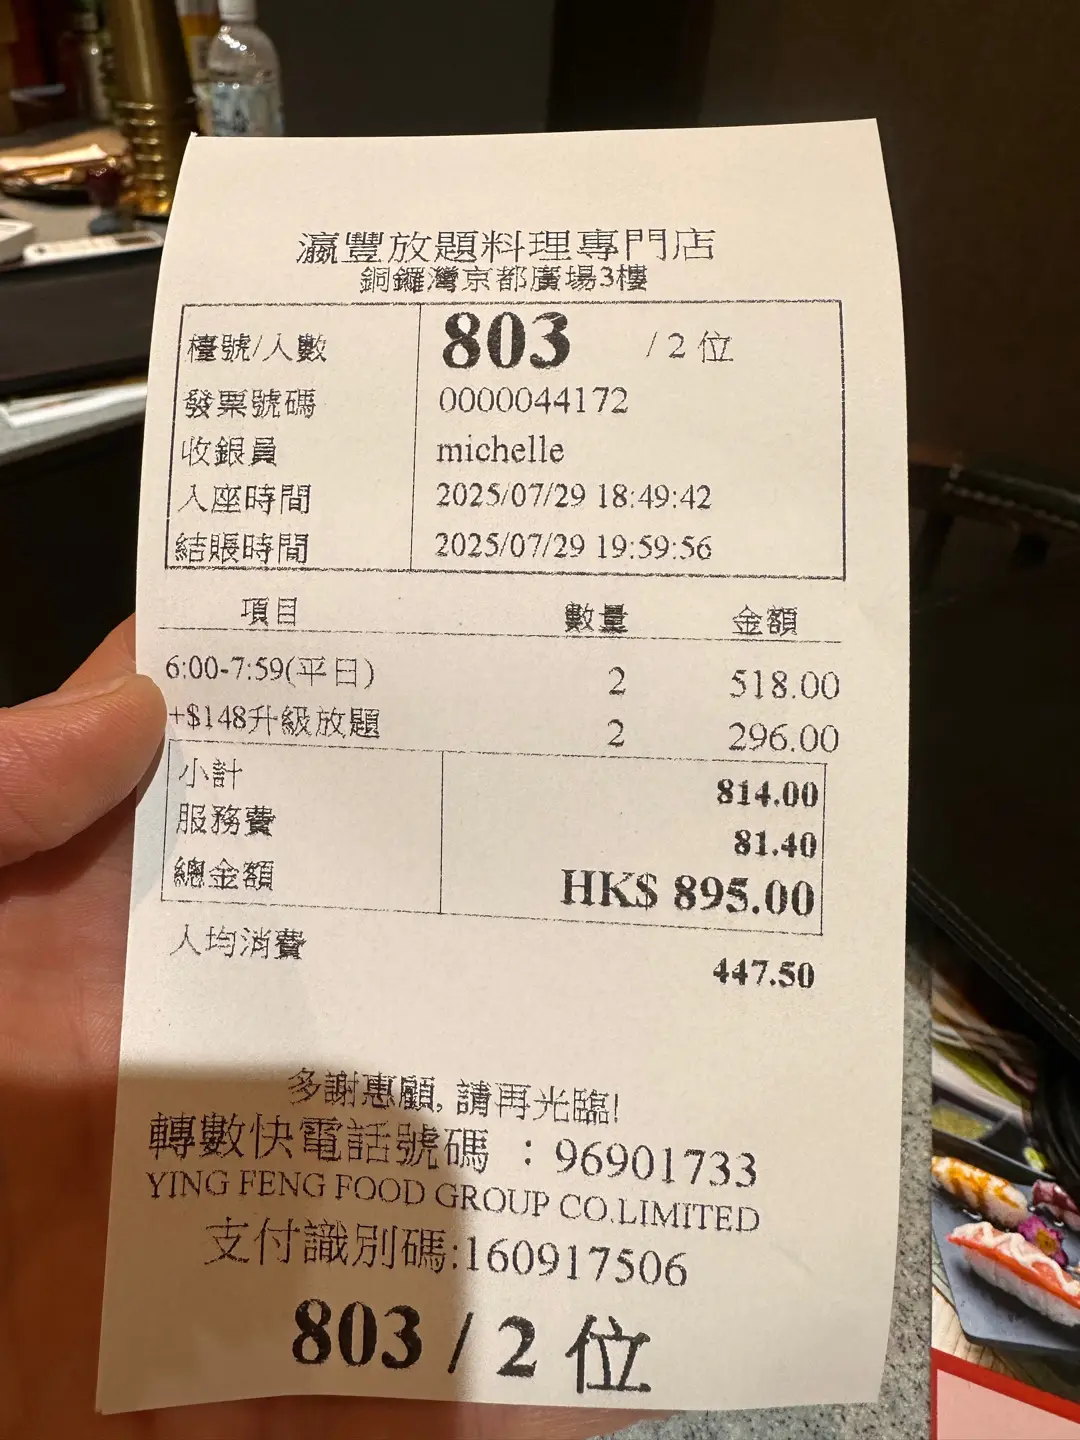 瀛豐放題料理專門店
銅鑼灣京都廣場3樓
檯號/人數 803 / 2 位
發票號碼 0000044172
收銀員 michelle
入座時間 2025/07/29 18:49:42
結賬時間 2025/07/29 19:59:56
項目 數量 金額
6:00-7:59(平日) 2 518.00
+$148升級放題 2 296.00
小計 814.00
服務費 81.40
總金額 HK$ 895.00
人均消費 447.50
多謝惠顧, 請再光臨!
轉數快電話號碼 : 96901733
YING FENG FOOD GROUP CO.LIMITED
支付識別碼:160917506
803 / 2 位